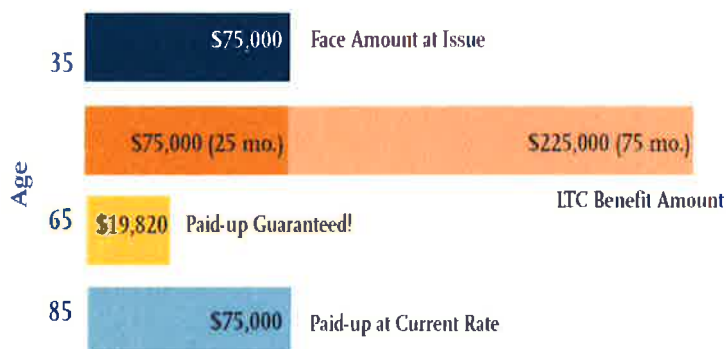 $75,000 Face Amount at Issue
35
$75,000 (25 mo.) $225,000 (75 mo.)
LTC Benefit Amount
Age
65 $19,820 Paid-up Guaranteed!
85 $75,000 Paid-up at Current Rate